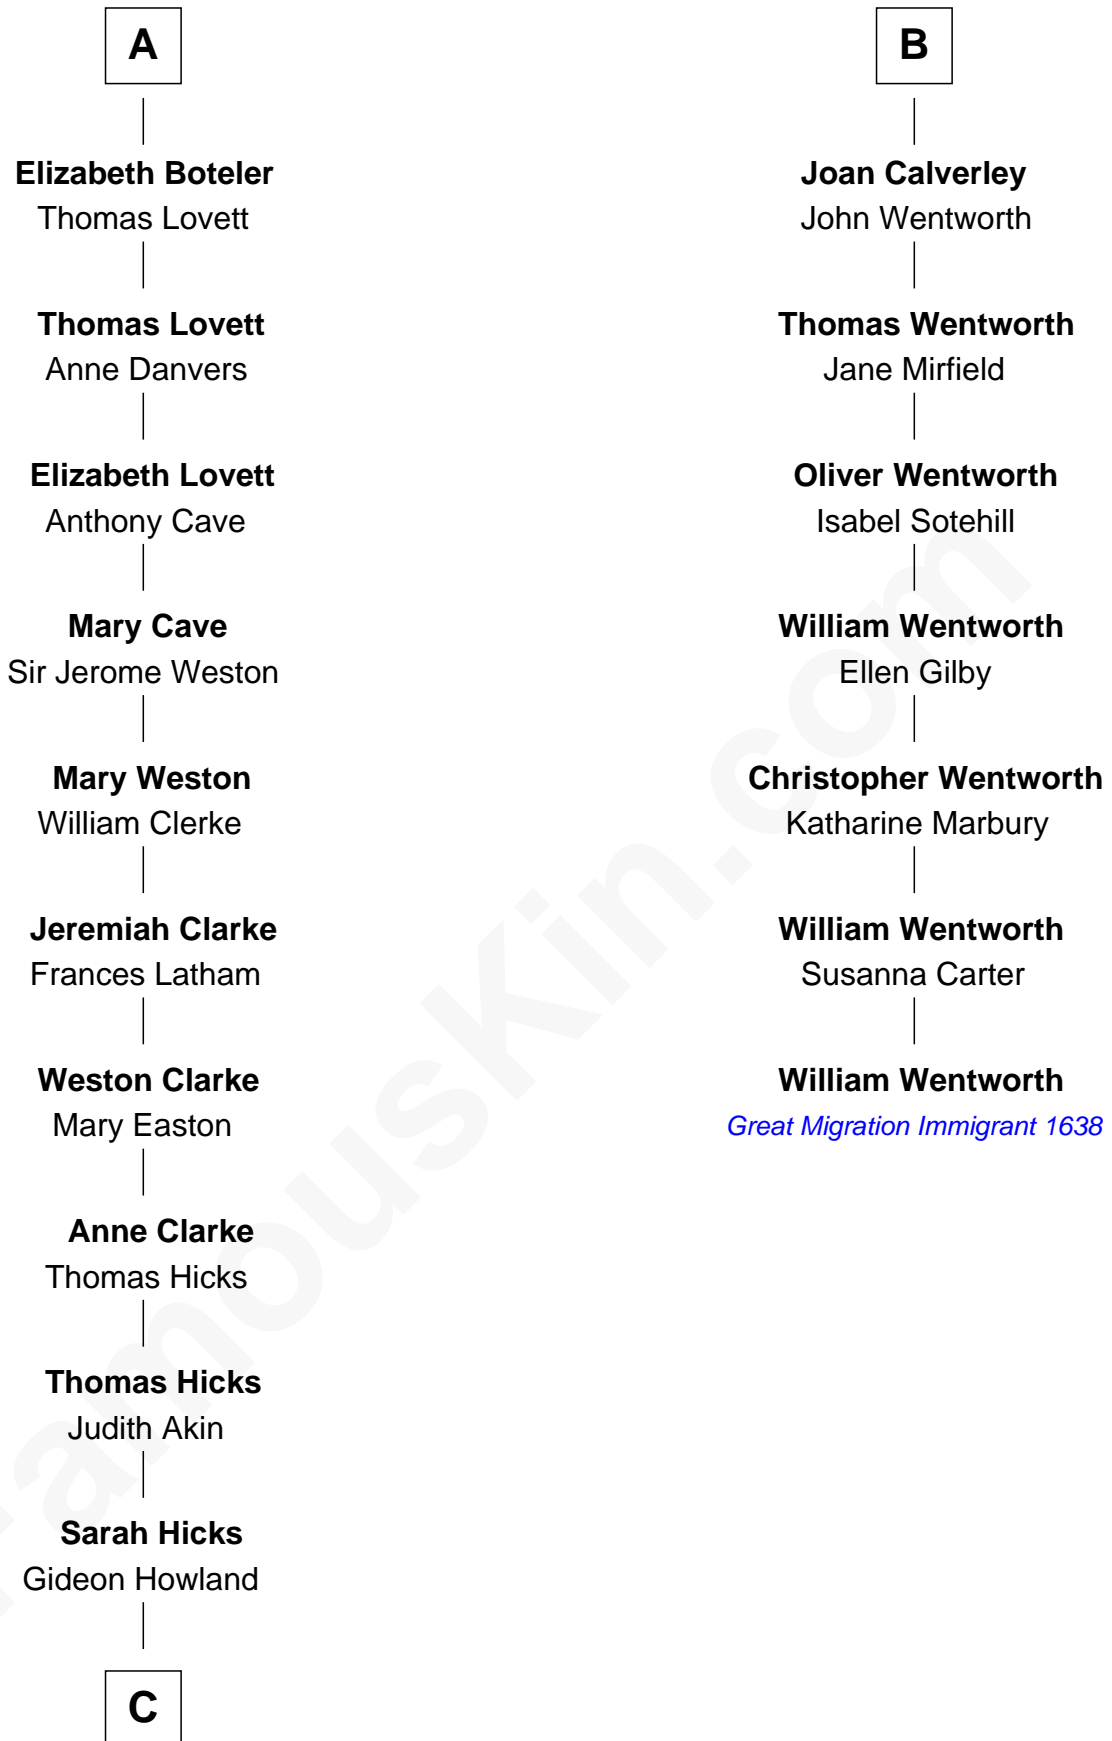 A
Elizabeth Boteler
Thomas Lovett
Thomas Lovett
Anne Danvers
Elizabeth Lovett
Anthony Cave
Mary Cave
Sir Jerome Weston
Mary Weston
William Clerke
Jeremiah Clarke
Frances Latham
Weston Clarke
Mary Easton
Anne Clarke
Thomas Hicks
Thomas Hicks
Judith Akin
Sarah Hicks
Gideon Howland
C
B
Joan Calverley
John Wentworth
Thomas Wentworth
Jane Mirfield
Oliver Wentworth
Isabel Sotehill
William Wentworth
Ellen Gilby
Christopher Wentworth
Katharine Marbury
William Wentworth
Susanna Carter
William Wentworth
Great Migration Immigrant 1638
FamousKin.com